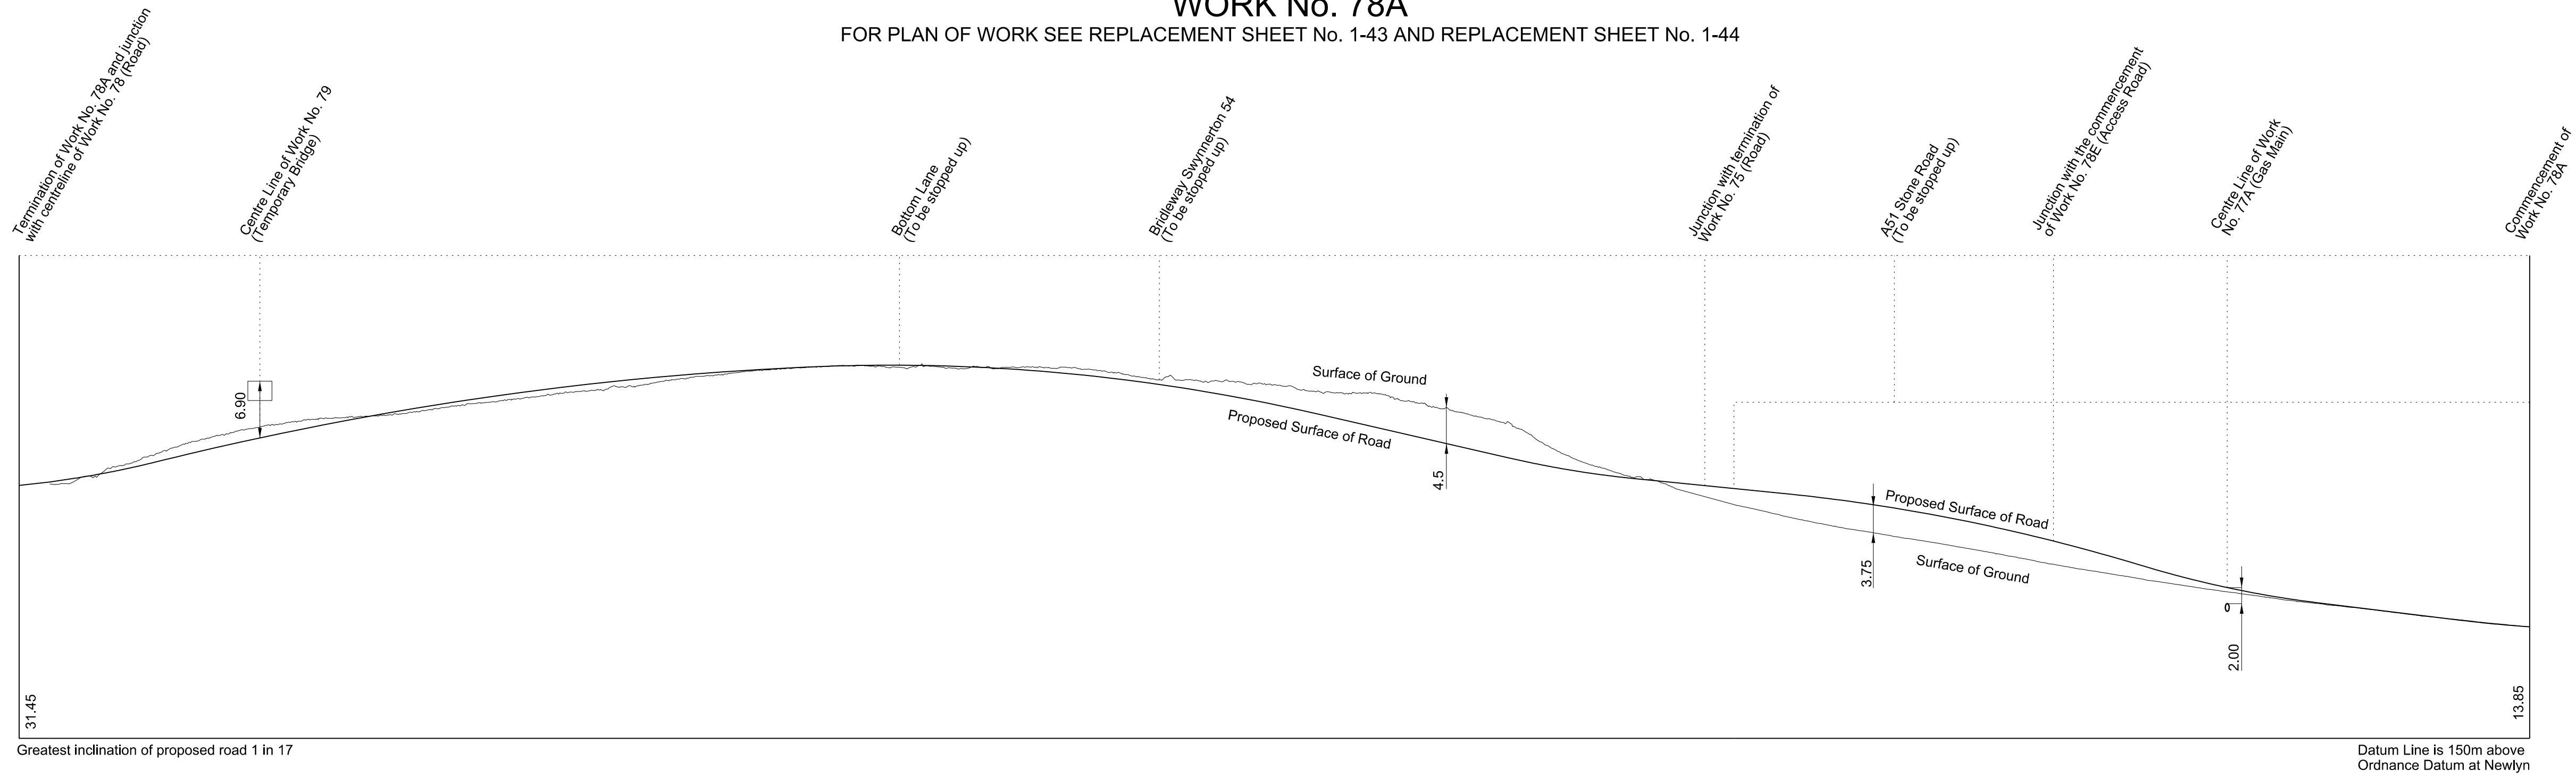 WORK No. 78A
FOR PLAN OF WORK SEE REPLACEMENT SHEET No. 1-43 AND REPLACEMENT SHEET No. 1-44
Termination of Work No. 78A and junction
with centreline of Work No. 78 (Road)
Centre Line of Work No. 79
(Temporary Bridge)
Bottom Lane
(To be stopped up)
Bridleway Swynnerton 54
(To be stopped up)
Junction with termination of
Work No. 75 (Road)
A51 Stone Road
(To be stopped up)
Junction with the commencement
of Work No. 78E (Access Road)
Centre Line of Work
No. 77A (Gas Main)
Commencement of
Work No. 78A
6.90
Surface of Ground
Proposed Surface of Road
4.5
Proposed Surface of Road
Surface of Ground
3.75
0
2.00
31.45
13.85
Greatest inclination of proposed road 1 in 17
Datum Line is 150m above
Ordnance Datum at Newlyn